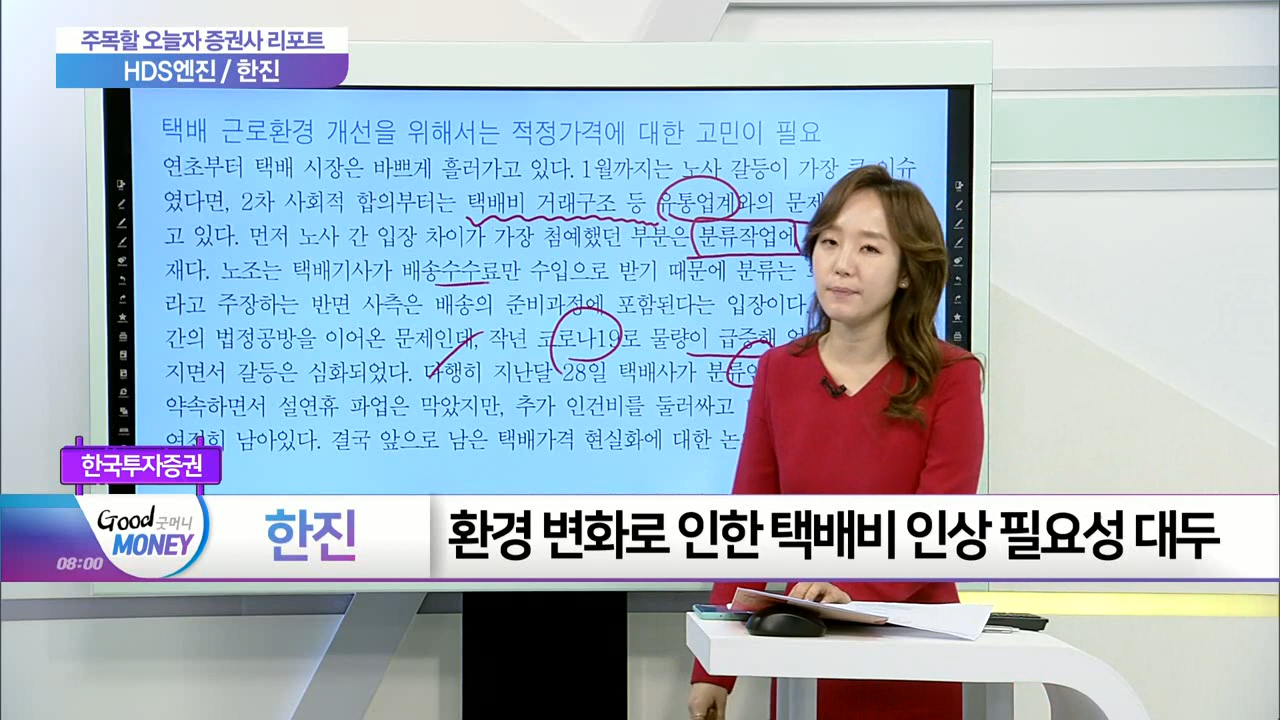 주목할 오늘자 증권사 리포트
HDS엔진 / 한진
택배 근로환경 개선을 위해서는 적정가격에 대한 고민이 필요
연초부터 택배 시장은 바쁘게 흘러가고 있다. 1월까지는 노사 갈등이 가장 큰 이슈
였다면, 2차 사회적 합의부터는 택배비 거래구조 등 유통업계와의 문제
고 있다. 먼저 노사 간 입장 차이가 가장 첨예했던 부분은 분류작업에
재다. 노조는 택배기사가 배송수수료만 수입으로 받기 때문에 분류는
라고 주장하는 반면 사측은 배송의 준비과정에 포함된다는 입장이다.
간의 법정공방을 이어온 문제인데, 작년 코로나19로 물량이 급증해
지면서 갈등은 심화되었다. 다행히 지난달 28일 택배사가 분류인
약속하면서 설연휴 파업은 막았지만, 추가 인건비를 둘러싸고
여전히 남아있다. 결국 앞으로 남은 택배가격 현실화에 대한 논
한국투자증권
Good 굿머니
MONEY
08:00
한진
환경 변화로 인한 택배비 인상 필요성 대두